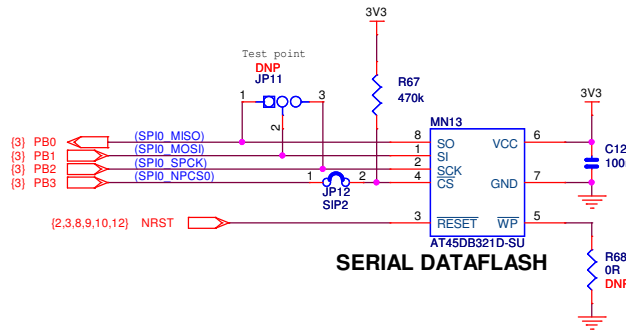 3V3
Test point
DNP
JP11
1
3
2
R67
470k
3V3
MN13
{3} PB0 (SPI0_MISO) 8 SO VCC 6
{3} PB1 (SPI0_MOSI) 1 SI
C12
100n
{3} PB2 (SPI0_SPCK) 2 SCK
{3} PB3 (SPI0_NPCS0) 1 2 4 CS GND 7
JP12
SIP2
{2,3,8,9,10,12} NRST 3 RESET WP 5
AT45DB321D-SU
SERIAL DATAFLASH
R68
0R
DNP